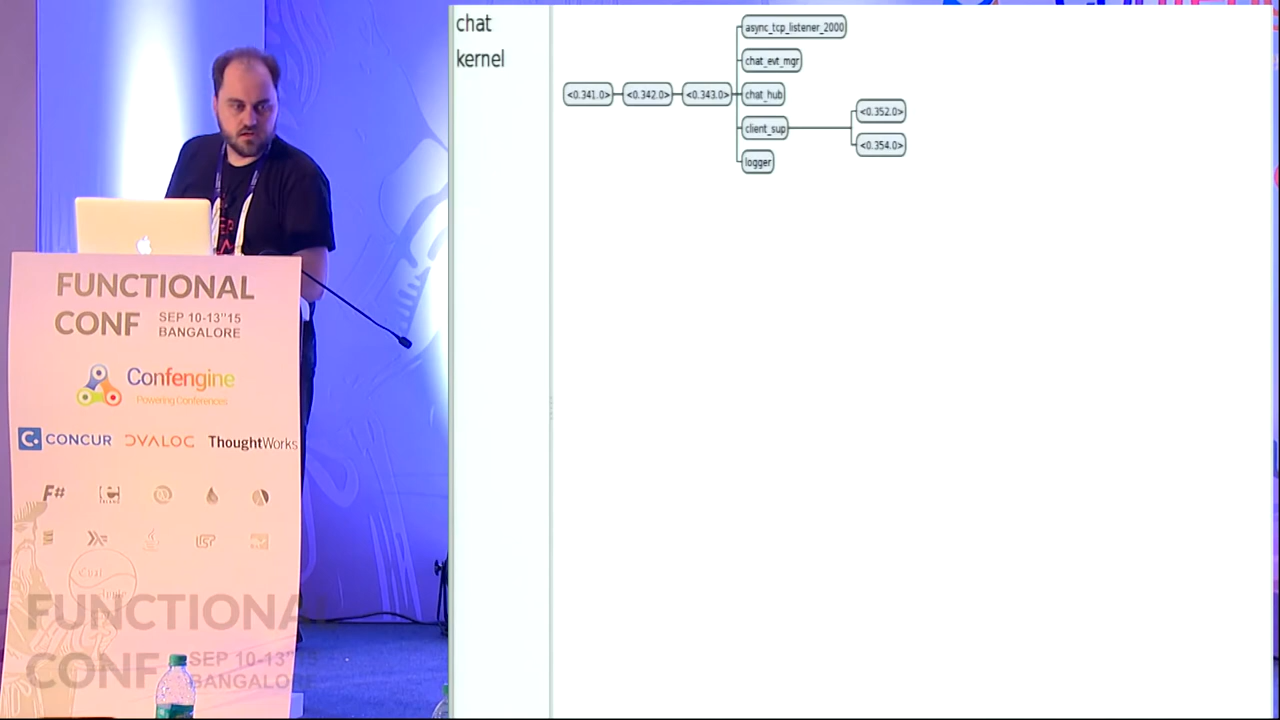 chat
kernel
async_tcp_listener_2000
chat_evt_mgr
<0.341.0>
<0.342.0>
<0.343.0>
chat_hub
<0.352.0>
client_sup
<0.354.0>
logger
FUNCTIONAL
CONF
SEP 10-13"15
BANGALORE
Confengine
Powering Conferences
C.
CONCUR
DVALOC
ThoughtWorks
F#
FUNCTIONA
CONF
SEP 10-13"15
BANGALORE